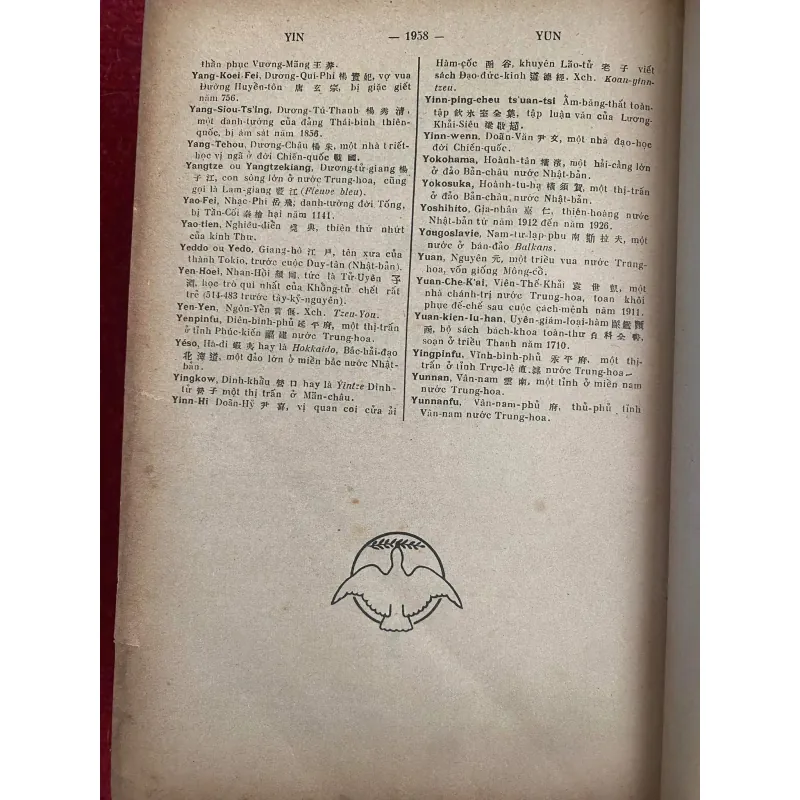 YIN — 1958 — YUN
thần phục Vương-Mãng 王莽.
Yang-Koei-Fei, Dương-Qui-Phi 楊貴妃, vợ vua
Đường Huyền-tôn 唐玄宗, bị giặc giết
năm 756.
Yang-Siou-Ts'ing, Dương-Tú-Thanh 楊秀清,
một danh-tướng của đảng Thái-bình thiên-
quốc, bị ám sát năm 1856.
Yang-Tchou, Dương-Châu 楊朱, một nhà triết-
học vị ngã ở đời Chiến-quốc 戰國.
Yangtze ou Yangtzekiang, Dương-tử-giang 楊
子江, con sông lớn ở nước Trung-hoa, cũng
gọi là Lam-giang 藍江 (Fleuve bleu).
Yao-Fei, Nhạc-Phi 岳飛, danh-tướng đời Tống,
bị Tần-Cối 秦檜 hại năm 1141.
Yao-tien, Nghiêu-điển 堯典, thiên thứ nhứt
của kinh Thư.
Yeddo ou Yedo, Giang-hộ 江戸, tên xưa của
thành Tokio, trước cuộc Duy-tân (Nhật-bản).
Yen-Hoei, Nhan-Hồi 顏回, tức là Tử-Uyên 子
淵, học trò qui nhất của Khổng-tử chết rất
trẻ (514-483 trước tây-kỷ-nguyên).
Yen-Yen, Ngôn-Yển 言偃. Xch. Tzeu-You.
Yenpinfu, Diên-bình-phủ 延平府, một thị-trấn
ở tỉnh Phúc-kiến 福建 nước Trung-hoa.
Yéso, Hà-di 蝦夷 hay là Hokkaido, Bắc-hải-đạo
北海道, một đảo lớn ở miền bắc nước Nhật-
bản.
Yingkow, Dinh-khẩu 營口 hay là Yintze Dinh-
tử 營子 một thị trấn ở Mãn-châu.
Yinn-Hi Doãn-Hỷ 尹喜, vị quan coi cửa ải
Hàm-cốc 函谷, khuyên Lão-tử 老子 viết
sách Đạo-đức-kinh 道德經. Xch. Koan-yinn-
tzeu.
Yinn-ping-cheu ts'uan-tsi Ẩm-băng-thất toàn-
tập 飲氷室全集, tập luận văn của Lương-
Khải-Siêu 梁啟超.
Yinn-wenn, Doãn-Văn 尹文, một nhà đạo-học
đời Chiến-quốc.
Yokohama, Hoành-tân 橫濱, một hải-cảng lớn
ở đảo Bản-châu nước Nhật-bản.
Yokosuka, Hoành-tu-hạ 橫須賀, một thị-trấn
ở đảo Bản-châu, nước Nhật-bản.
Yoshihito, Gia-nhân 嘉仁, thiên-hoàng nước
Nhật-bản từ năm 1912 đến năm 1926.
Yougoslavie, Nam-tư-lạp-phu 南斯拉夫, một
nước ở bán-đảo Balkans.
Yuan, Nguyên 元, một triều vua nước Trung-
hoa, vốn giống Mông-cổ.
Yuan-Che-K'ai, Viên-Thế-Khải 袁世凱, một
nhà chánh-trị nước Trung-hoa, toan khôi
phục đế-chế sau cuộc cách-mệnh năm 1911.
Yuan-kien-lu-han, Uyên-giám-loại-hàm 淵鑑類
函, bộ sách bách-khoa toàn-thư 百科全書,
soạn ở triều Thanh năm 1710.
Yingpinfu, Vĩnh-bình-phủ 永平府, một thị-
trấn ở tỉnh Trực-lệ 直隸 nước Trung-hoa.
Yunnan, Vân-nam 雲南, một tỉnh ở miền nam
nước Trung-hoa.
Yunnanfu, Vân-nam-phủ 府, thủ-phủ tỉnh
Vân-nam nước Trung-hoa.